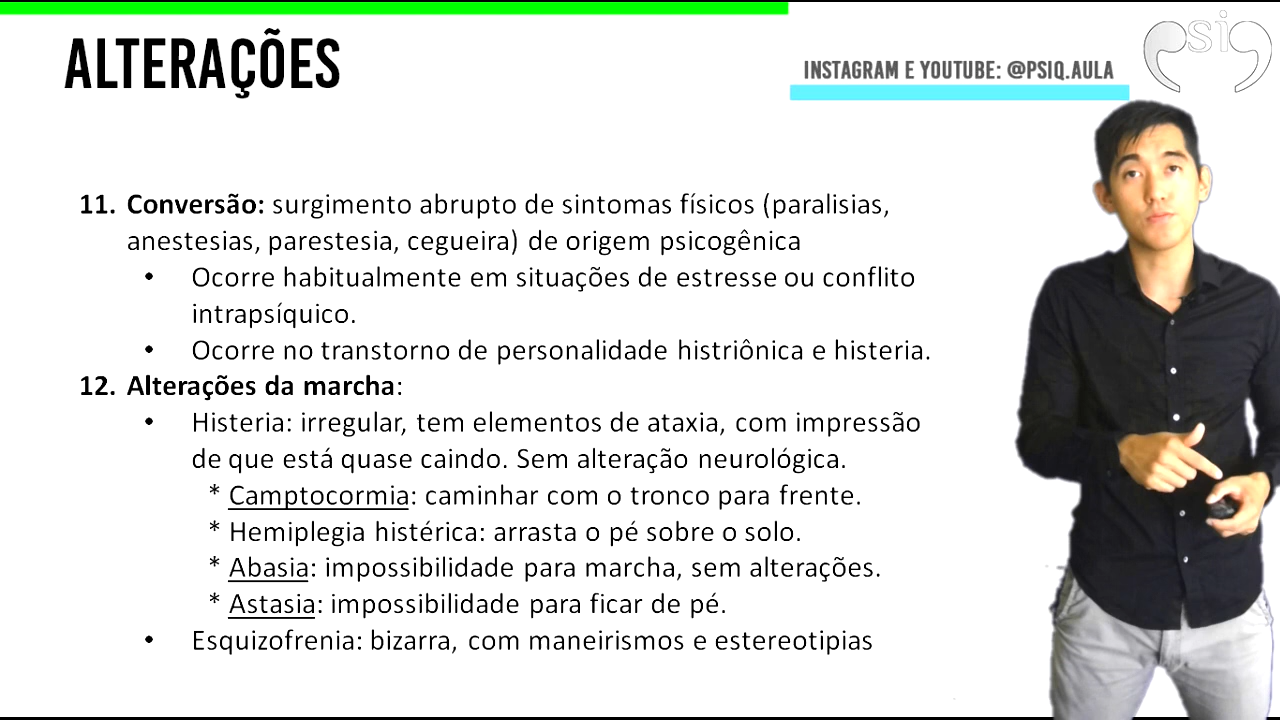 ALTERAÇÕES
INSTAGRAM E YOUTUBE: @PSIQ.AULA
psi
11. Conversão: surgimento abrupto de sintomas físicos (paralisias,
anestesias, parestesia, cegueira) de origem psicogênica
• Ocorre habitualmente em situações de estresse ou conflito
intrapsíquico.
• Ocorre no transtorno de personalidade histriônica e histeria.
12. Alterações da marcha:
• Histeria: irregular, tem elementos de ataxia, com impressão
de que está quase caindo. Sem alteração neurológica.
* Camptocormia: caminhar com o tronco para frente.
* Hemiplegia histérica: arrasta o pé sobre o solo.
* Abasia: impossibilidade para marcha, sem alterações.
* Astasia: impossibilidade para ficar de pé.
• Esquizofrenia: bizarra, com maneirismos e estereotipias